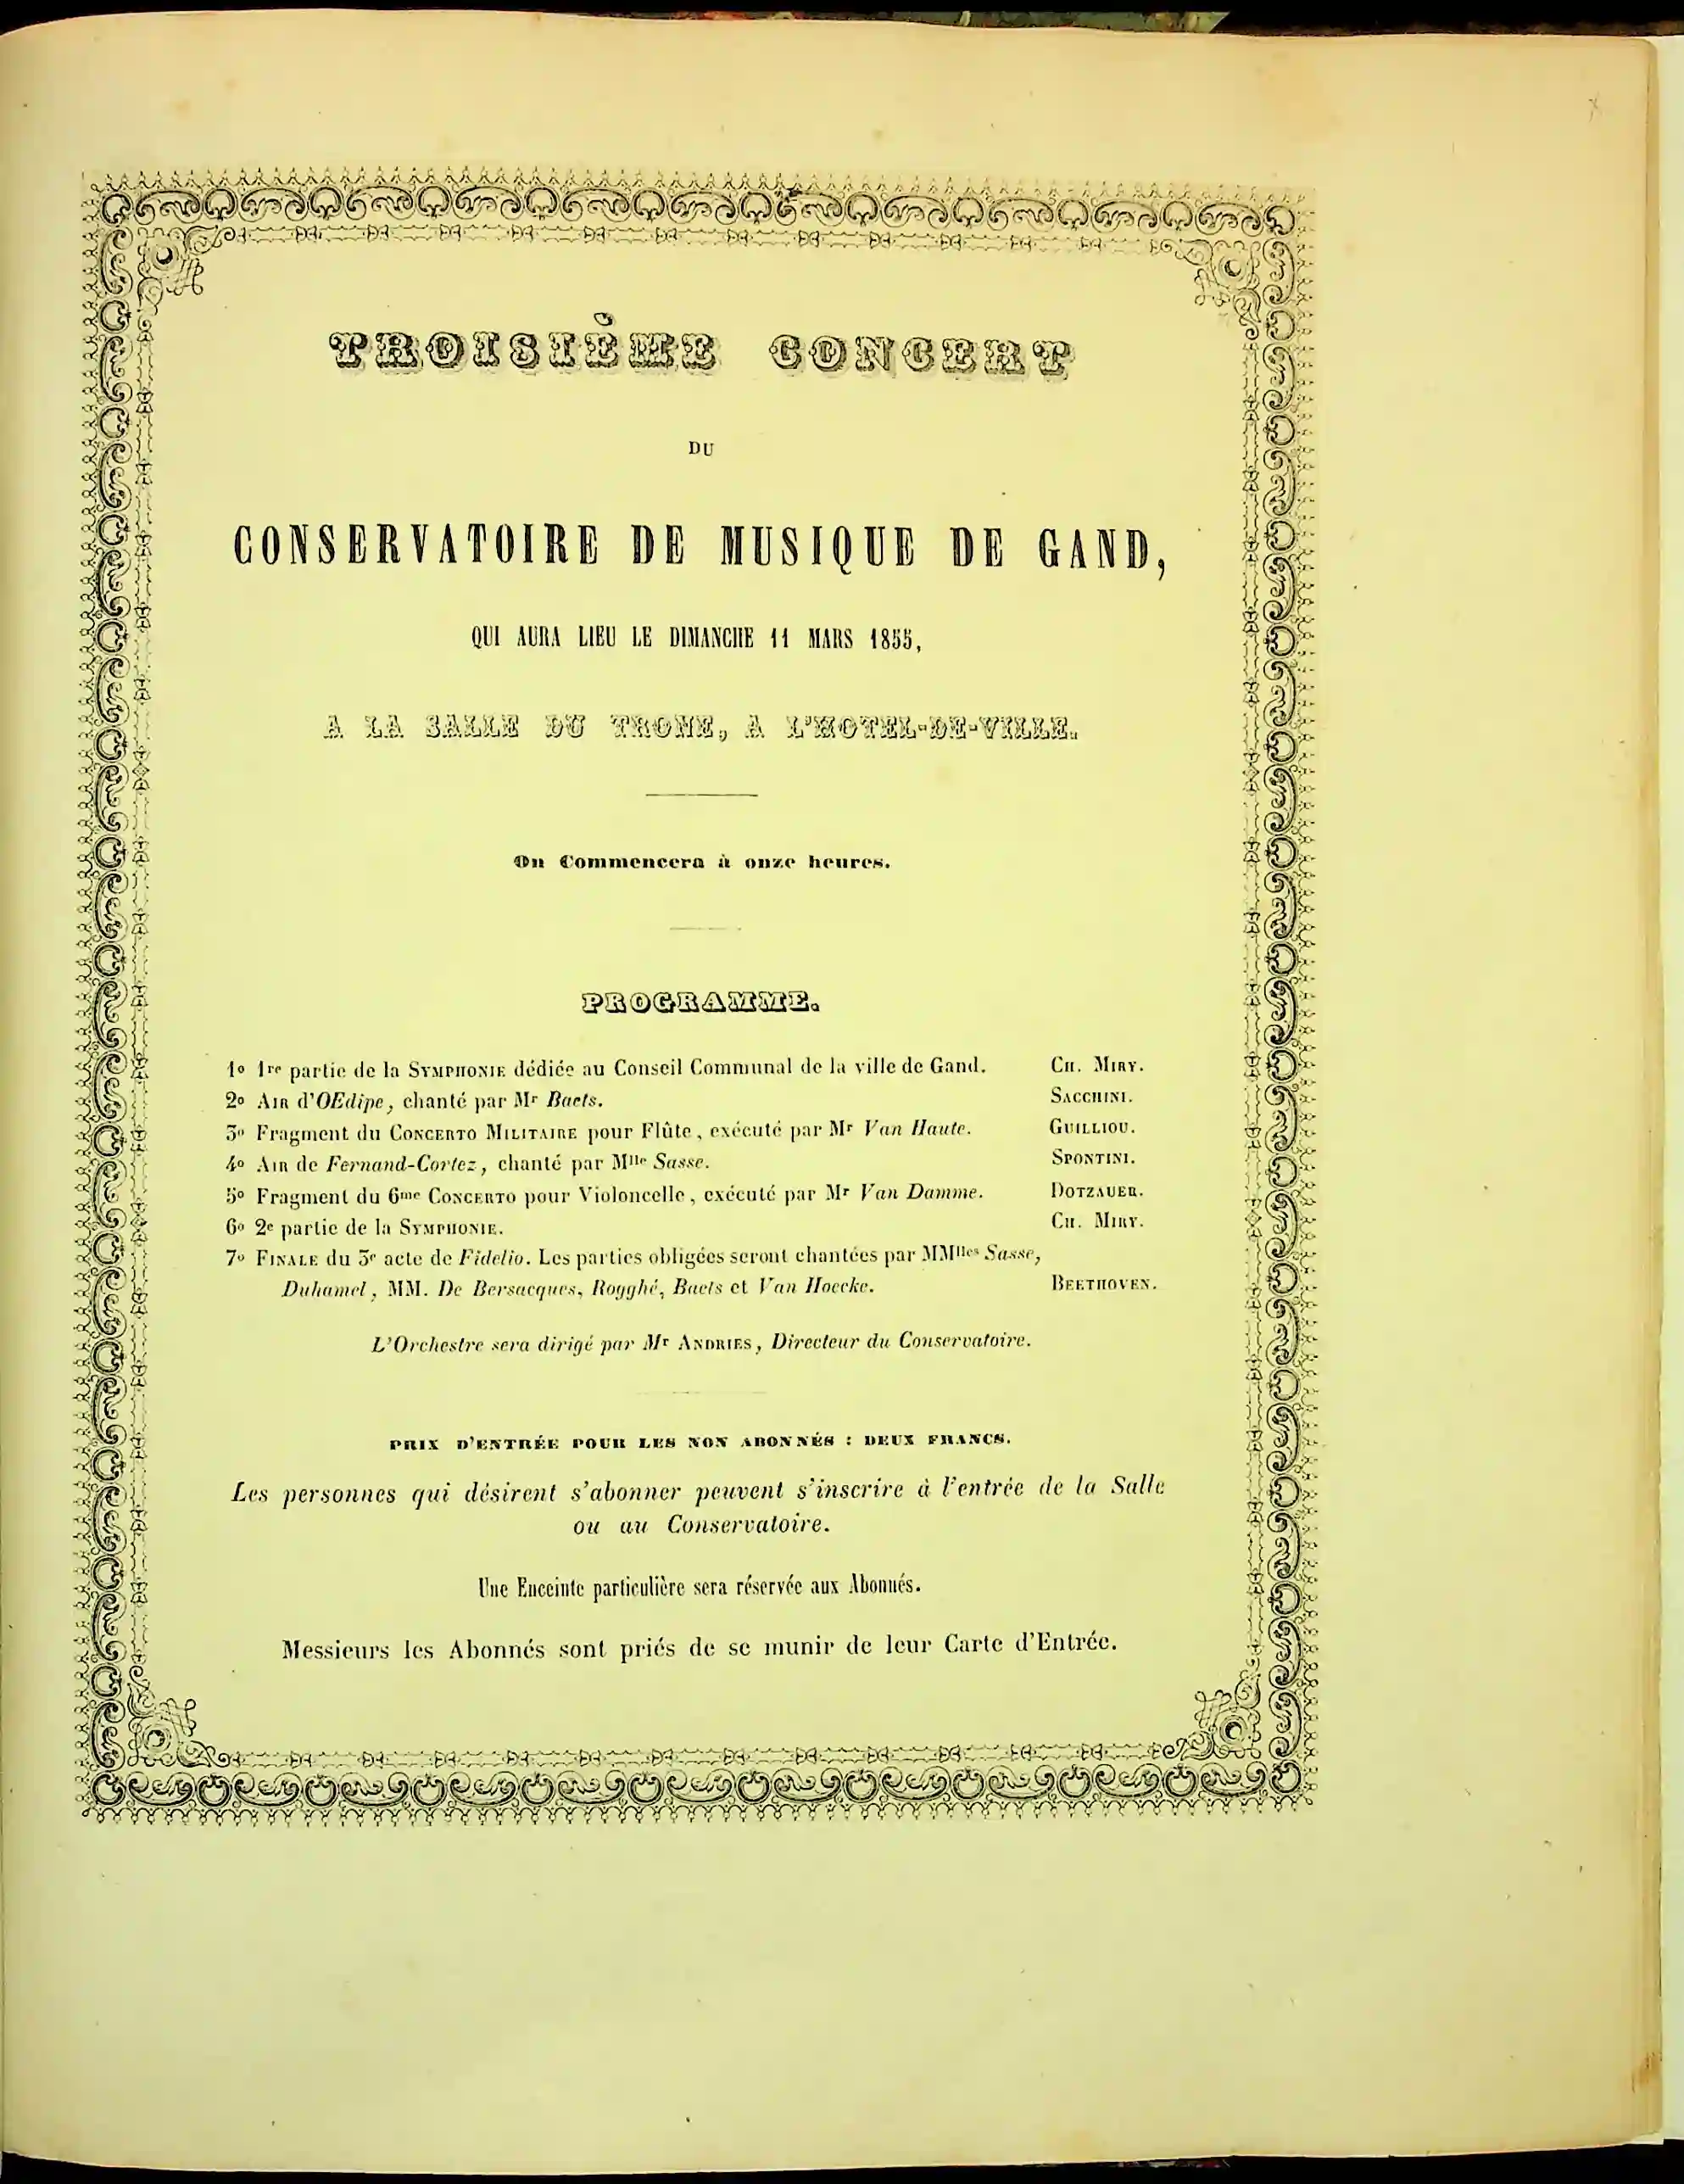 TROISIÈME CONCERT
DU
CONSERVATOIRE DE MUSIQUE DE GAND,
QUI AURA LIEU LE DIMANCHE 11 MARS 1855,
A LA SALLE DU TRONE, A L'HOTEL-DE-VILLE.
On Commencera à onze heures.
PROGRAMME.
1o 1re partie de la SYMPHONIE dédiée au Conseil Communal de la ville de Gand. CH. MIRY.
2o AIR d'OEdipe, chanté par Mr Baets. SACCHINI.
3o Fragment du CONCERTO MILITAIRE pour Flûte, exécuté par Mr Van Haute. GUILLIOU.
4o AIR de Fernand-Cortez, chanté par Mlle Sasse. SPONTINI.
5o Fragment du 6me CONCERTO pour Violoncelle, exécuté par Mr Van Damme. DOTZAUER.
6o 2e partie de la SYMPHONIE. CH. MIRY.
7o FINALE du 3e acte de Fidelio. Les parties obligées seront chantées par MMlles Sasse,
Duhamel, MM. De Bersacques, Rogghé, Baets et Van Hoecke. BEETHOVEN.
L'Orchestre sera dirigé par Mr ANDRIES, Directeur du Conservatoire.
PRIX D'ENTRÉE POUR LES NON ABONNÉS : DEUX FRANCS.
Les personnes qui désirent s'abonner peuvent s'inscrire à l'entrée de la Salle
ou au Conservatoire.
Une Enceinte particulière sera réservée aux Abonnés.
Messieurs les Abonnés sont priés de se munir de leur Carte d'Entrée.